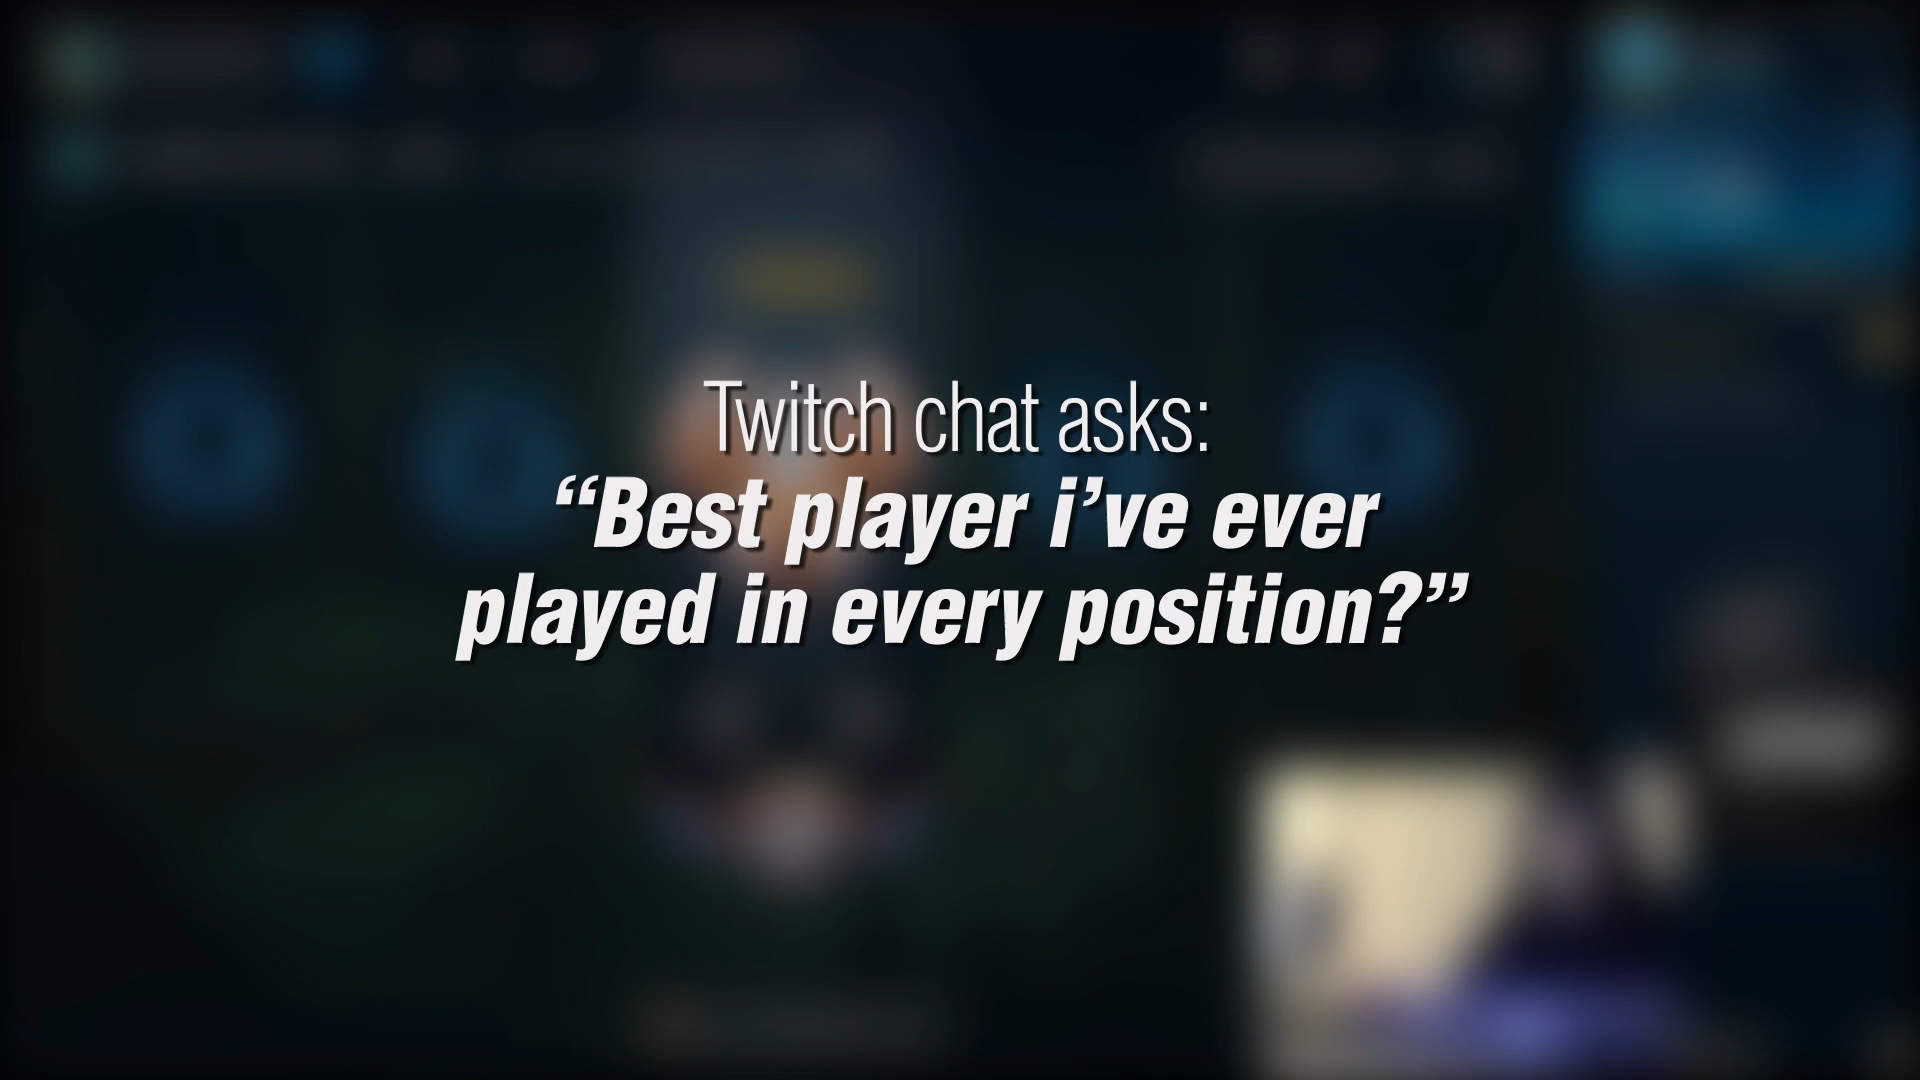 Twitch chat asks:
“Best player i’ve ever
played in every position?”